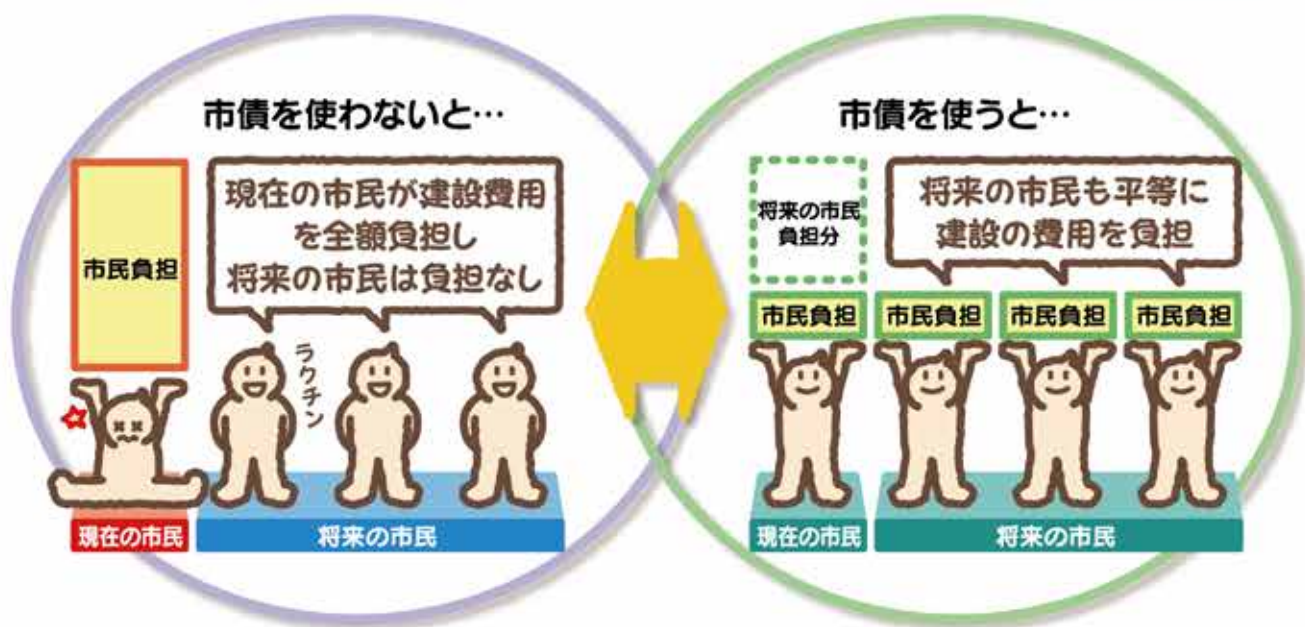 市債を使わないと…
市民負担
現在の市民が建設費用
を全額負担し
将来の市民は負担なし
ラクチン
現在の市民
将来の市民
市債を使うと…
将来の市民
負担分
将来の市民も平等に
建設の費用を負担
市民負担
市民負担
市民負担
市民負担
現在の市民
将来の市民